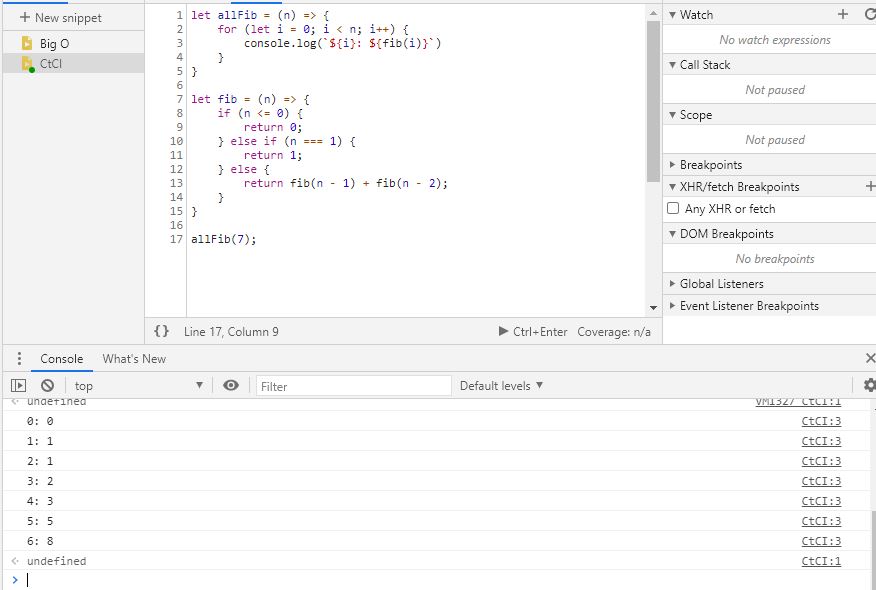 + New snippet
Big O
CtCI
1 let allFib = (n) => {
2     for (let i = 0; i < n; i++) {
3         console.log(`${i}: ${fib(i)}`)
4     }
5 }
6
7 let fib = (n) => {
8     if (n <= 0) {
9         return 0;
10     } else if (n === 1) {
11         return 1;
12     } else {
13         return fib(n - 1) + fib(n - 2);
14     }
15 }
16
17 allFib(7);
{} Line 17, Column 9 Ctrl+Enter Coverage: n/a
Watch
No watch expressions
Call Stack
Not paused
Scope
Not paused
Breakpoints
XHR/fetch Breakpoints
Any XHR or fetch
DOM Breakpoints
No breakpoints
Global Listeners
Event Listener Breakpoints
Console What's New
top Filter Default levels
undefined VM1327 CtCI:1
0: 0 CtCI:3
1: 1 CtCI:3
2: 1 CtCI:3
3: 2 CtCI:3
4: 3 CtCI:3
5: 5 CtCI:3
6: 8 CtCI:3
undefined CtCI:1